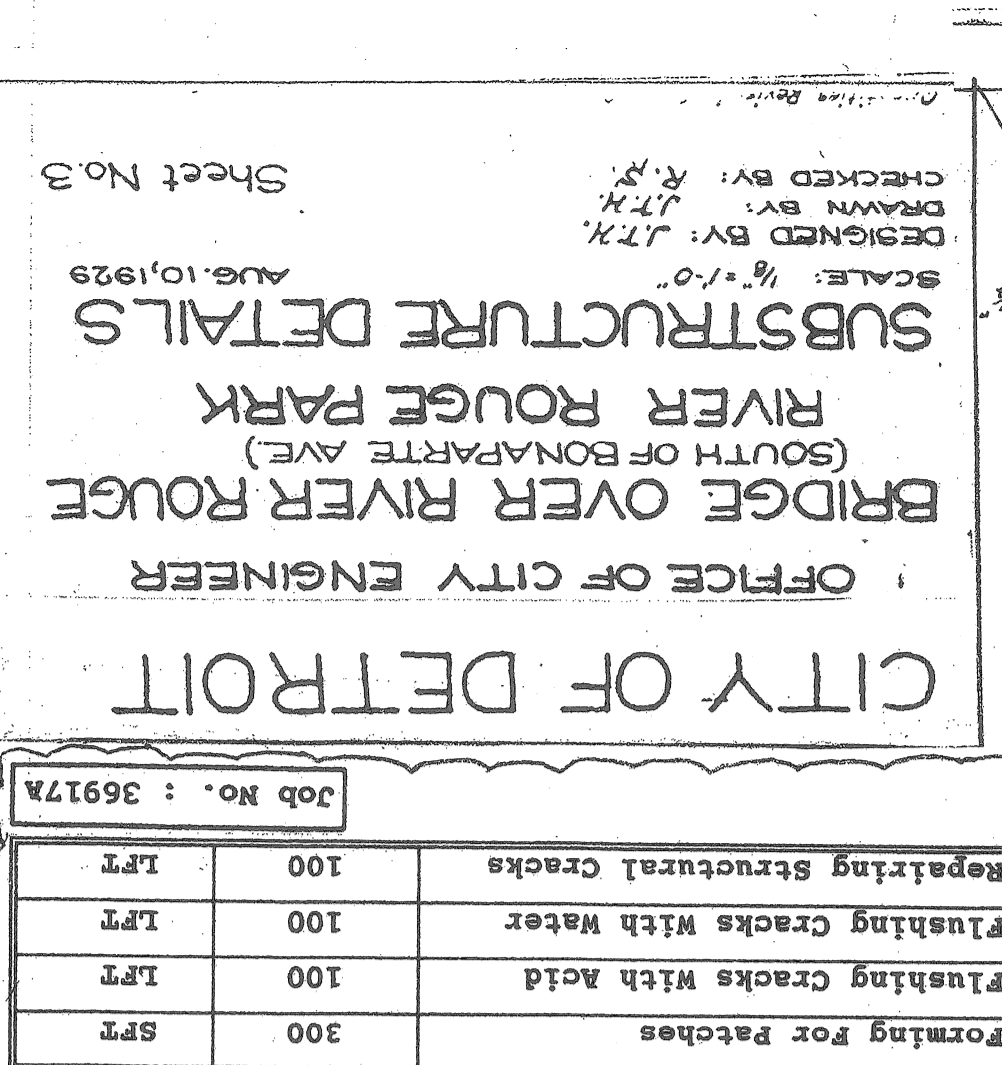 Forming For Patches 300 SFT
Flushing Cracks With Acid 100 LFT
Flushing Cracks With Water 100 LFT
Repairing Structural Cracks 100 LFT
Job No. : 36917A
CITY OF DETROIT
OFFICE OF CITY ENGINEER
BRIDGE OVER RIVER ROUGE
(SOUTH OF BONAPARTE AVE.)
RIVER ROUGE PARK
SUBSTRUCTURE DETAILS
SCALE: 1/8" = 1'-0" AUG. 10, 1929
DESIGNED BY: J.T.H.
DRAWN BY: J.T.H.
CHECKED BY: R.S. Sheet No.3